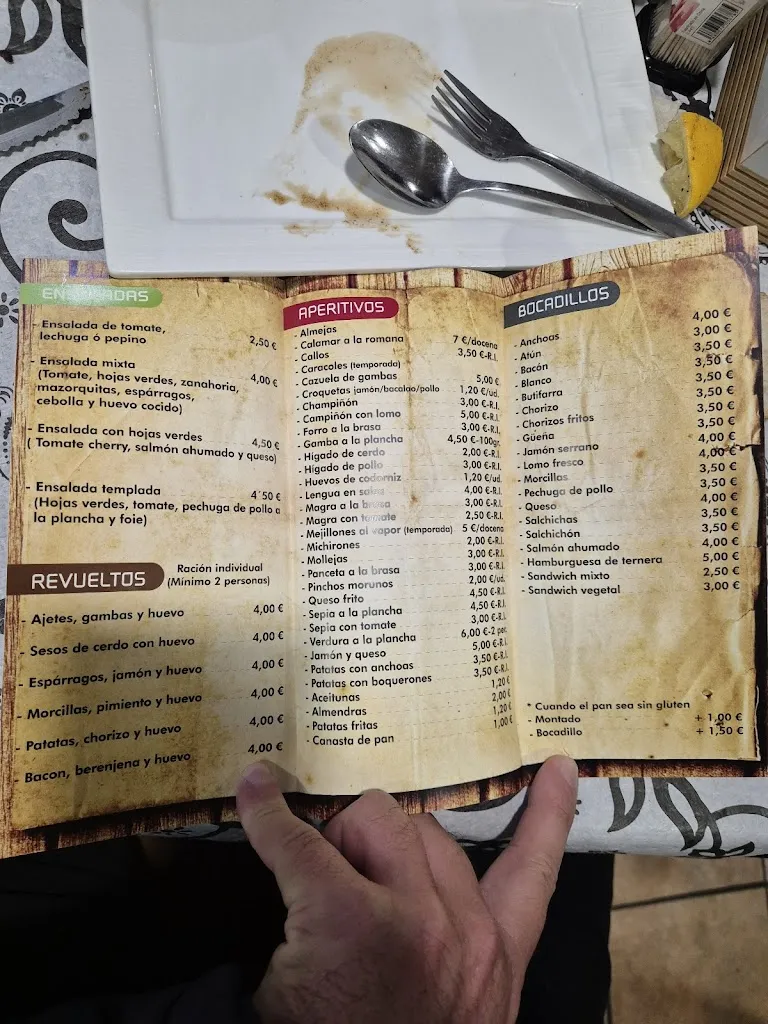 ENSALADAS
- Ensalada de tomate,
lechuga ó pepino 2,50 €
- Ensalada mixta 4,00 €
(Tomate, hojas verdes, zanahoria,
mazorquitas, espárragos,
cebolla y huevo cocido)
- Ensalada con hojas verdes 4,50 €
( Tomate cherry, salmón ahumado y queso)
- Ensalada templada 4´50 €
(Hojas verdes, tomate, pechuga de pollo a
la plancha y foie)
REVUELTOS
Ración individual
(Mínimo 2 personas)
- Ajetes, gambas y huevo 4,00 €
- Sesos de cerdo con huevo 4,00 €
- Espárragos, jamón y huevo 4,00 €
- Morcillas, pimiento y huevo 4,00 €
- Patatas, chorizo y huevo 4,00 €
- Bacon, berenjena y huevo 4,00 €
APERITIVOS
- Almejas
- Calamar a la romana 7 €/docena
- Callos 3,50 €-R.I.
- Caracoles (temporada)
- Cazuela de gambas 5,00 €
- Croquetas jamón/bacalao/pollo 1,20 €/ud.
- Champiñón 3,00 €-R.I.
- Campiñón con lomo 5,00 €-R.I.
- Forro a la brasa 3,00 €-R.I.
- Gamba a la plancha 4,50 €-100gr.
- Hígado de cerdo 2,00 €-R.I.
- Hígado de pollo 3,00 €-R.I.
- Huevos de codorniz 1,20 €/ud.
- Lengua en salsa 4,00 €-R.I.
- Magra a la brasa 3,00 €-R.I.
- Magra con tomate 2,50 €-R.I.
- Mejillones al vapor (temporada) 5 €/docena
- Michirones 2,00 €-R.I.
- Mollejas 3,00 €-R.I.
- Panceta a la brasa 3,00 €-R.I.
- Pinchos morunos 2,00 €/ud.
- Queso frito 4,50 €-R.I.
- Sepia a la plancha 4,50 €-R.I.
- Sepia con tomate 3,00 €-R.I.
- Verdura a la plancha 6,00 €-2 per.
- Jamón y queso 5,00 €-R.I.
- Patatas con anchoas 3,50 €-R.I.
- Patatas con boquerones 3,50 €-R.I.
- Aceitunas 1,20 €
- Almendras 2,00 €
- Patatas fritas 1,20 €
- Canasta de pan 1,00 €
BOCADILLOS
- Anchoas 4,00 €
- Atún 3,00 €
- Bacón 3,50 €
- Blanco 3,50 €
- Butifarra 3,50 €
- Chorizo 3,50 €
- Chorizos fritos 3,50 €
- Güeña 3,50 €
- Jamón serrano 4,00 €
- Lomo fresco 4,00 €
- Morcillas 3,50 €
- Pechuga de pollo 3,50 €
- Queso 4,00 €
- Salchichas 3,50 €
- Salchichón 3,50 €
- Salmón ahumado 4,00 €
- Hamburguesa de ternera 5,00 €
- Sandwich mixto 2,50 €
- Sandwich vegetal 3,00 €
* Cuando el pan sea sin gluten
- Montado + 1,00 €
- Bocadillo + 1,50 €